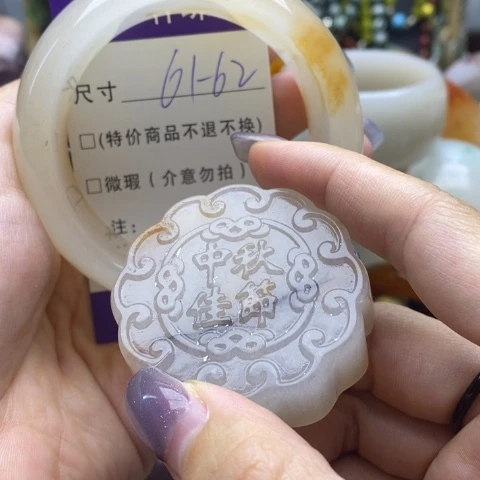 尺寸 61-62
□(特价商品不退不换)
□微瑕(介意勿拍)
注:
中秋
佳節